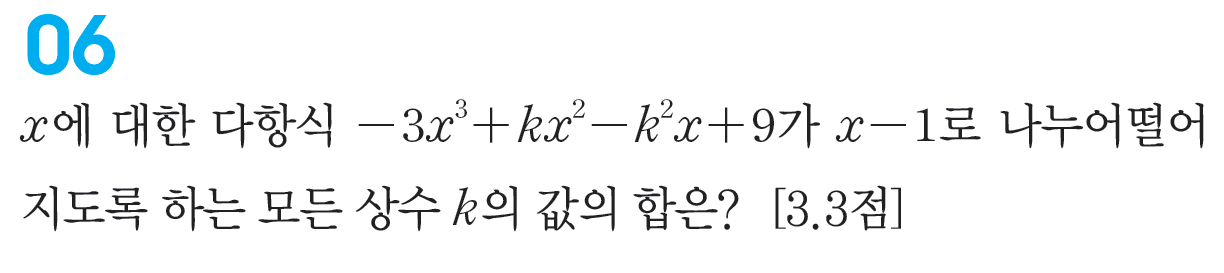 06
x에 대한 다항식 −3x³+kx²−k²x+9가 x−1로 나누어떨어
지도록 하는 모든 상수 k의 값의 합은? [3.3점]